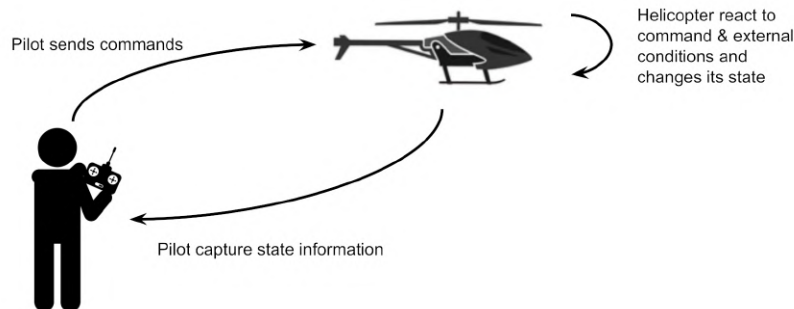 Pilot sends commands
Helicopter react to
command & external
conditions and
changes its state
Pilot capture state information